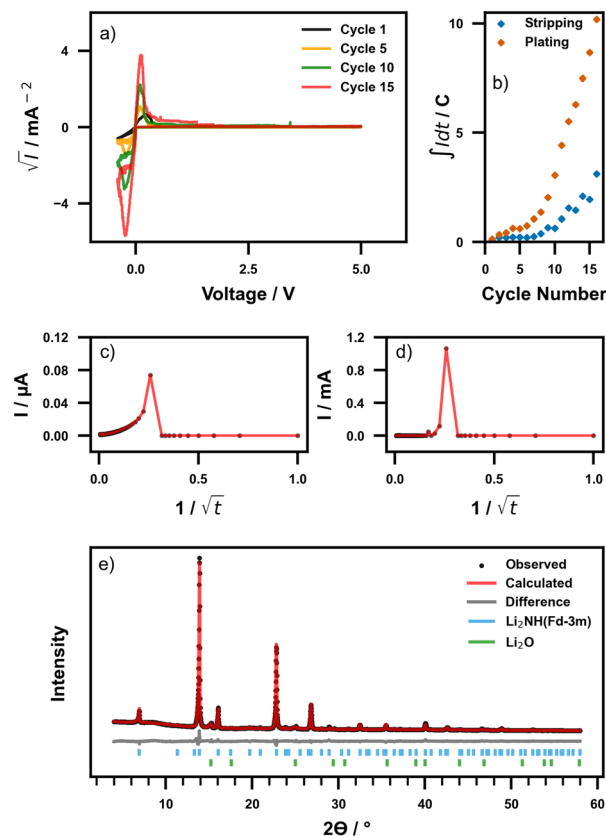 a)
Cycle 1
Cycle 5
Cycle 10
Cycle 15
4
0
−4
√I / mA⁻²
0.0 2.5 5.0
Voltage / V
b)
Stripping
Plating
10
5
0
∫Idt / C
0 5 10 15
Cycle Number
c)
0.12
0.08
0.04
0.00
I / μA
0.0 0.5 1.0
1 / √t
d)
1.2
0.8
0.4
0.0
I / mA
0.0 0.5 1.0
1 / √t
e)
Observed
Calculated
Difference
Li₂NH(Fd-3m)
Li₂O
Intensity
10 20 30 40 50 60
2Θ / °